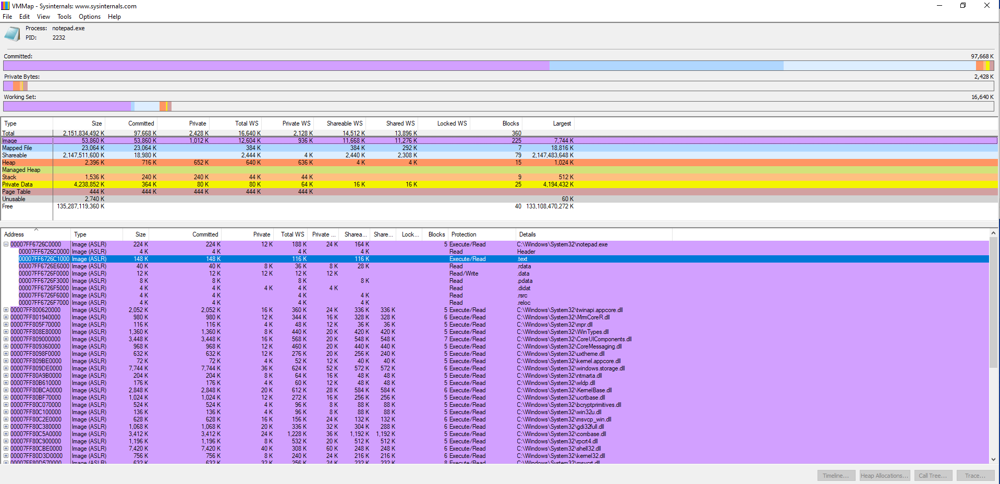 VMMap - Sysinternals: www.sysinternals.com
File Edit View Tools Options Help
Process: notepad.exe
PID: 2232
Committed: 97,668 K
Private Bytes: 2,428 K
Working Set: 16,640 K
Type Size Committed Private Total WS Private WS Shareable WS Shared WS Locked WS Blocks Largest
Total 2,151,834,492 K 97,668 K 2,428 K 16,640 K 2,128 K 14,512 K 13,896 K 360
Image 53,860 K 53,860 K 1,012 K 12,604 K 936 K 11,668 K 11,276 K 225 7,744 K
Mapped File 23,064 K 23,064 K 384 K 384 K 292 K 7 18,816 K
Shareable 2,147,511,600 K 18,980 K 2,444 K 4 K 2,440 K 2,308 K 79 2,147,483,648 K
Heap 2,396 K 716 K 652 K 640 K 636 K 4 K 4 K 15 1,024 K
Managed Heap
Stack 1,536 K 240 K 240 K 44 K 44 K 9 512 K
Private Data 4,238,852 K 364 K 80 K 80 K 64 K 16 K 16 K 25 4,194,432 K
Page Table 444 K 444 K 444 K 444 K 444 K
Unusable 2,740 K 60 K
Free 135,287,119,360 K 40 133,108,470,272 K
Address Type Size Committed Private Total WS Private ... Sharea... Share... Lock... Blocks Protection Details
00007FF6726C0000 Image (ASLR) 224 K 224 K 12 K 188 K 24 K 164 K 5 Execute/Read C:\Windows\System32\notepad.exe
00007FF6726C0000 Image (ASLR) 4 K 4 K 4 K 4 K Read Header
00007FF6726C1000 Image (ASLR) 148 K 148 K 116 K 116 K Execute/Read .text
00007FF6726E6000 Image (ASLR) 40 K 40 K 8 K 36 K 8 K 28 K Read .rdata
00007FF6726F0000 Image (ASLR) 12 K 12 K 12 K 12 K 12 K Read/Write .data
00007FF6726F3000 Image (ASLR) 8 K 8 K 8 K 8 K Read .pdata
00007FF6726F5000 Image (ASLR) 4 K 4 K 4 K 4 K 4 K Read .didat
00007FF6726F6000 Image (ASLR) 4 K 4 K 4 K 4 K Read .rsrc
00007FF6726F7000 Image (ASLR) 4 K 4 K 4 K 4 K Read .reloc
00007FF800620000 Image (ASLR) 2,052 K 2,052 K 16 K 360 K 24 K 336 K 336 K 5 Execute/Read C:\Windows\System32\twinapi.appcore.dll
00007FF801940000 Image (ASLR) 980 K 980 K 12 K 344 K 16 K 328 K 328 K 6 Execute/Read C:\Windows\System32\MrmCoreR.dll
00007FF805F70000 Image (ASLR) 116 K 116 K 4 K 48 K 12 K 36 K 36 K 5 Execute/Read C:\Windows\System32\mpr.dll
00007FF808E80000 Image (ASLR) 1,360 K 1,360 K 8 K 440 K 20 K 420 K 420 K 5 Execute/Read C:\Windows\System32\WinTypes.dll
00007FF809000000 Image (ASLR) 3,448 K 3,448 K 16 K 568 K 20 K 548 K 548 K 7 Execute/Read C:\Windows\System32\CoreUIComponents.dll
00007FF809360000 Image (ASLR) 968 K 968 K 12 K 460 K 20 K 440 K 440 K 5 Execute/Read C:\Windows\System32\CoreMessaging.dll
00007FF8098F0000 Image (ASLR) 632 K 632 K 12 K 276 K 20 K 256 K 240 K 5 Execute/Read C:\Windows\System32\uxtheme.dll
00007FF809BE0000 Image (ASLR) 72 K 72 K 4 K 52 K 12 K 40 K 40 K 5 Execute/Read C:\Windows\System32\kernel.appcore.dll
00007FF809DE0000 Image (ASLR) 7,744 K 7,744 K 36 K 624 K 52 K 572 K 572 K 6 Execute/Read C:\Windows\System32\windows.storage.dll
00007FF80A9B0000 Image (ASLR) 204 K 204 K 8 K 64 K 16 K 48 K 48 K 5 Execute/Read C:\Windows\System32\ntmarta.dll
00007FF80B610000 Image (ASLR) 176 K 176 K 4 K 60 K 12 K 48 K 48 K 5 Execute/Read C:\Windows\System32\wldp.dll
00007FF80BCA0000 Image (ASLR) 2,848 K 2,848 K 20 K 612 K 28 K 584 K 584 K 6 Execute/Read C:\Windows\System32\KernelBase.dll
00007FF80BF70000 Image (ASLR) 1,024 K 1,024 K 12 K 272 K 16 K 256 K 256 K 5 Execute/Read C:\Windows\System32\ucrtbase.dll
00007FF80C070000 Image (ASLR) 524 K 524 K 4 K 96 K 8 K 88 K 88 K 5 Execute/Read C:\Windows\System32\bcryptprimitives.dll
00007FF80C100000 Image (ASLR) 136 K 136 K 4 K 96 K 8 K 88 K 88 K 5 Execute/Read C:\Windows\System32\win32u.dll
00007FF80C2E0000 Image (ASLR) 628 K 628 K 16 K 156 K 24 K 132 K 132 K 6 Execute/Read C:\Windows\System32\msvcp_win.dll
00007FF80C380000 Image (ASLR) 1,068 K 1,068 K 20 K 336 K 32 K 304 K 288 K 6 Execute/Read C:\Windows\System32\gdi32full.dll
00007FF80C5A0000 Image (ASLR) 3,412 K 3,412 K 24 K 1,228 K 36 K 1,192 K 1,192 K 6 Execute/Read C:\Windows\System32\combase.dll
00007FF80C900000 Image (ASLR) 1,196 K 1,196 K 8 K 532 K 20 K 512 K 512 K 5 Execute/Read C:\Windows\System32\rpcrt4.dll
00007FF80CBE0000 Image (ASLR) 7,420 K 7,420 K 40 K 308 K 60 K 248 K 248 K 6 Execute/Read C:\Windows\System32\shell32.dll
00007FF80D3D0000 Image (ASLR) 756 K 756 K 8 K 240 K 24 K 216 K 216 K 5 Execute/Read C:\Windows\System32\kernel32.dll
00007FF80D570000 Image (ASLR) 632 K 632 K 32 K 256 K 24 K 232 K 232 K 8 Execute/Read C:\Windows\System32\msvcrt.dll
Timeline... Heap Allocations... Call Tree... Trace...